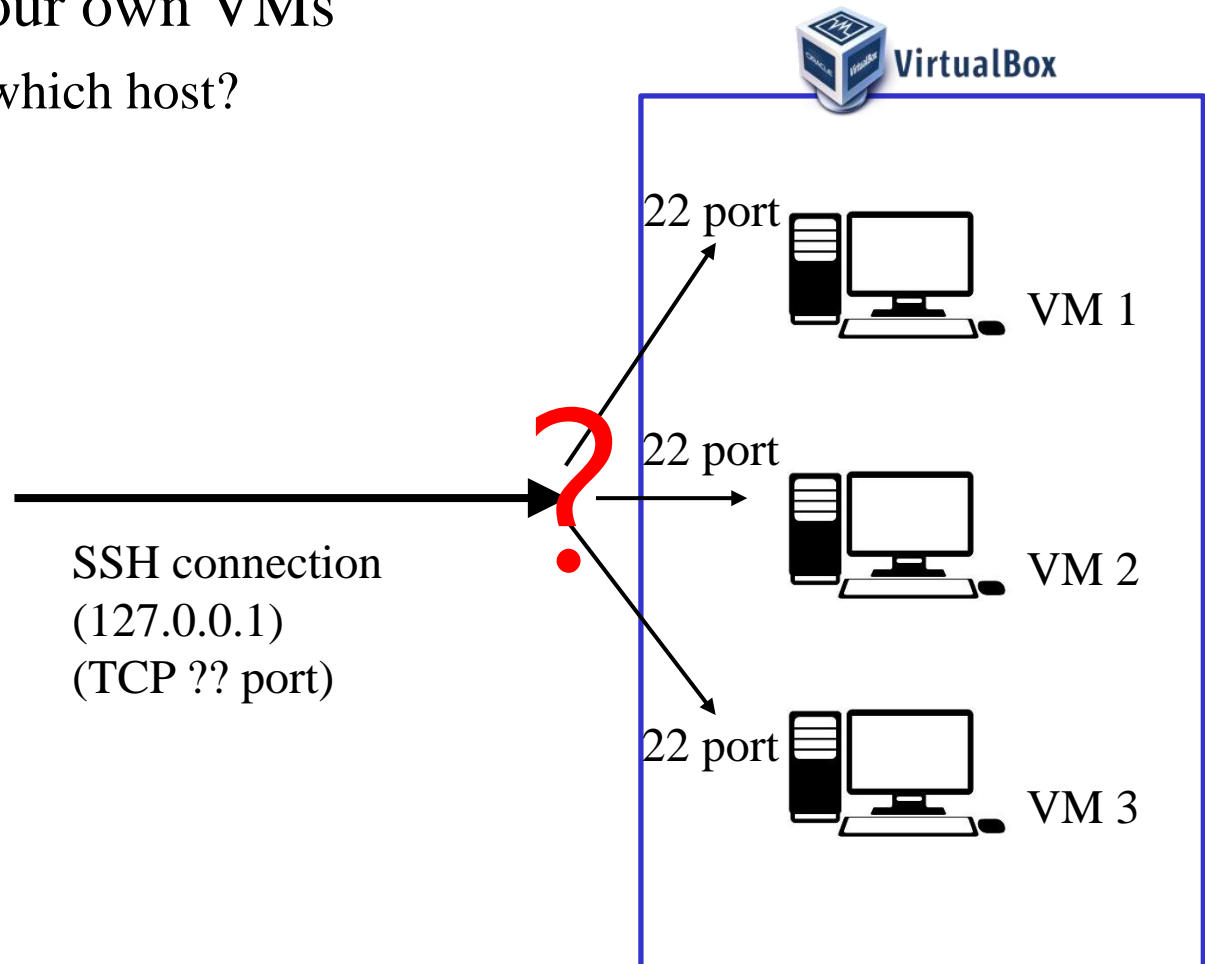 our own VMs
which host?
VirtualBox
22 port
VM 1
?
22 port
VM 2
SSH connection
(127.0.0.1)
(TCP ?? port)
22 port
VM 3